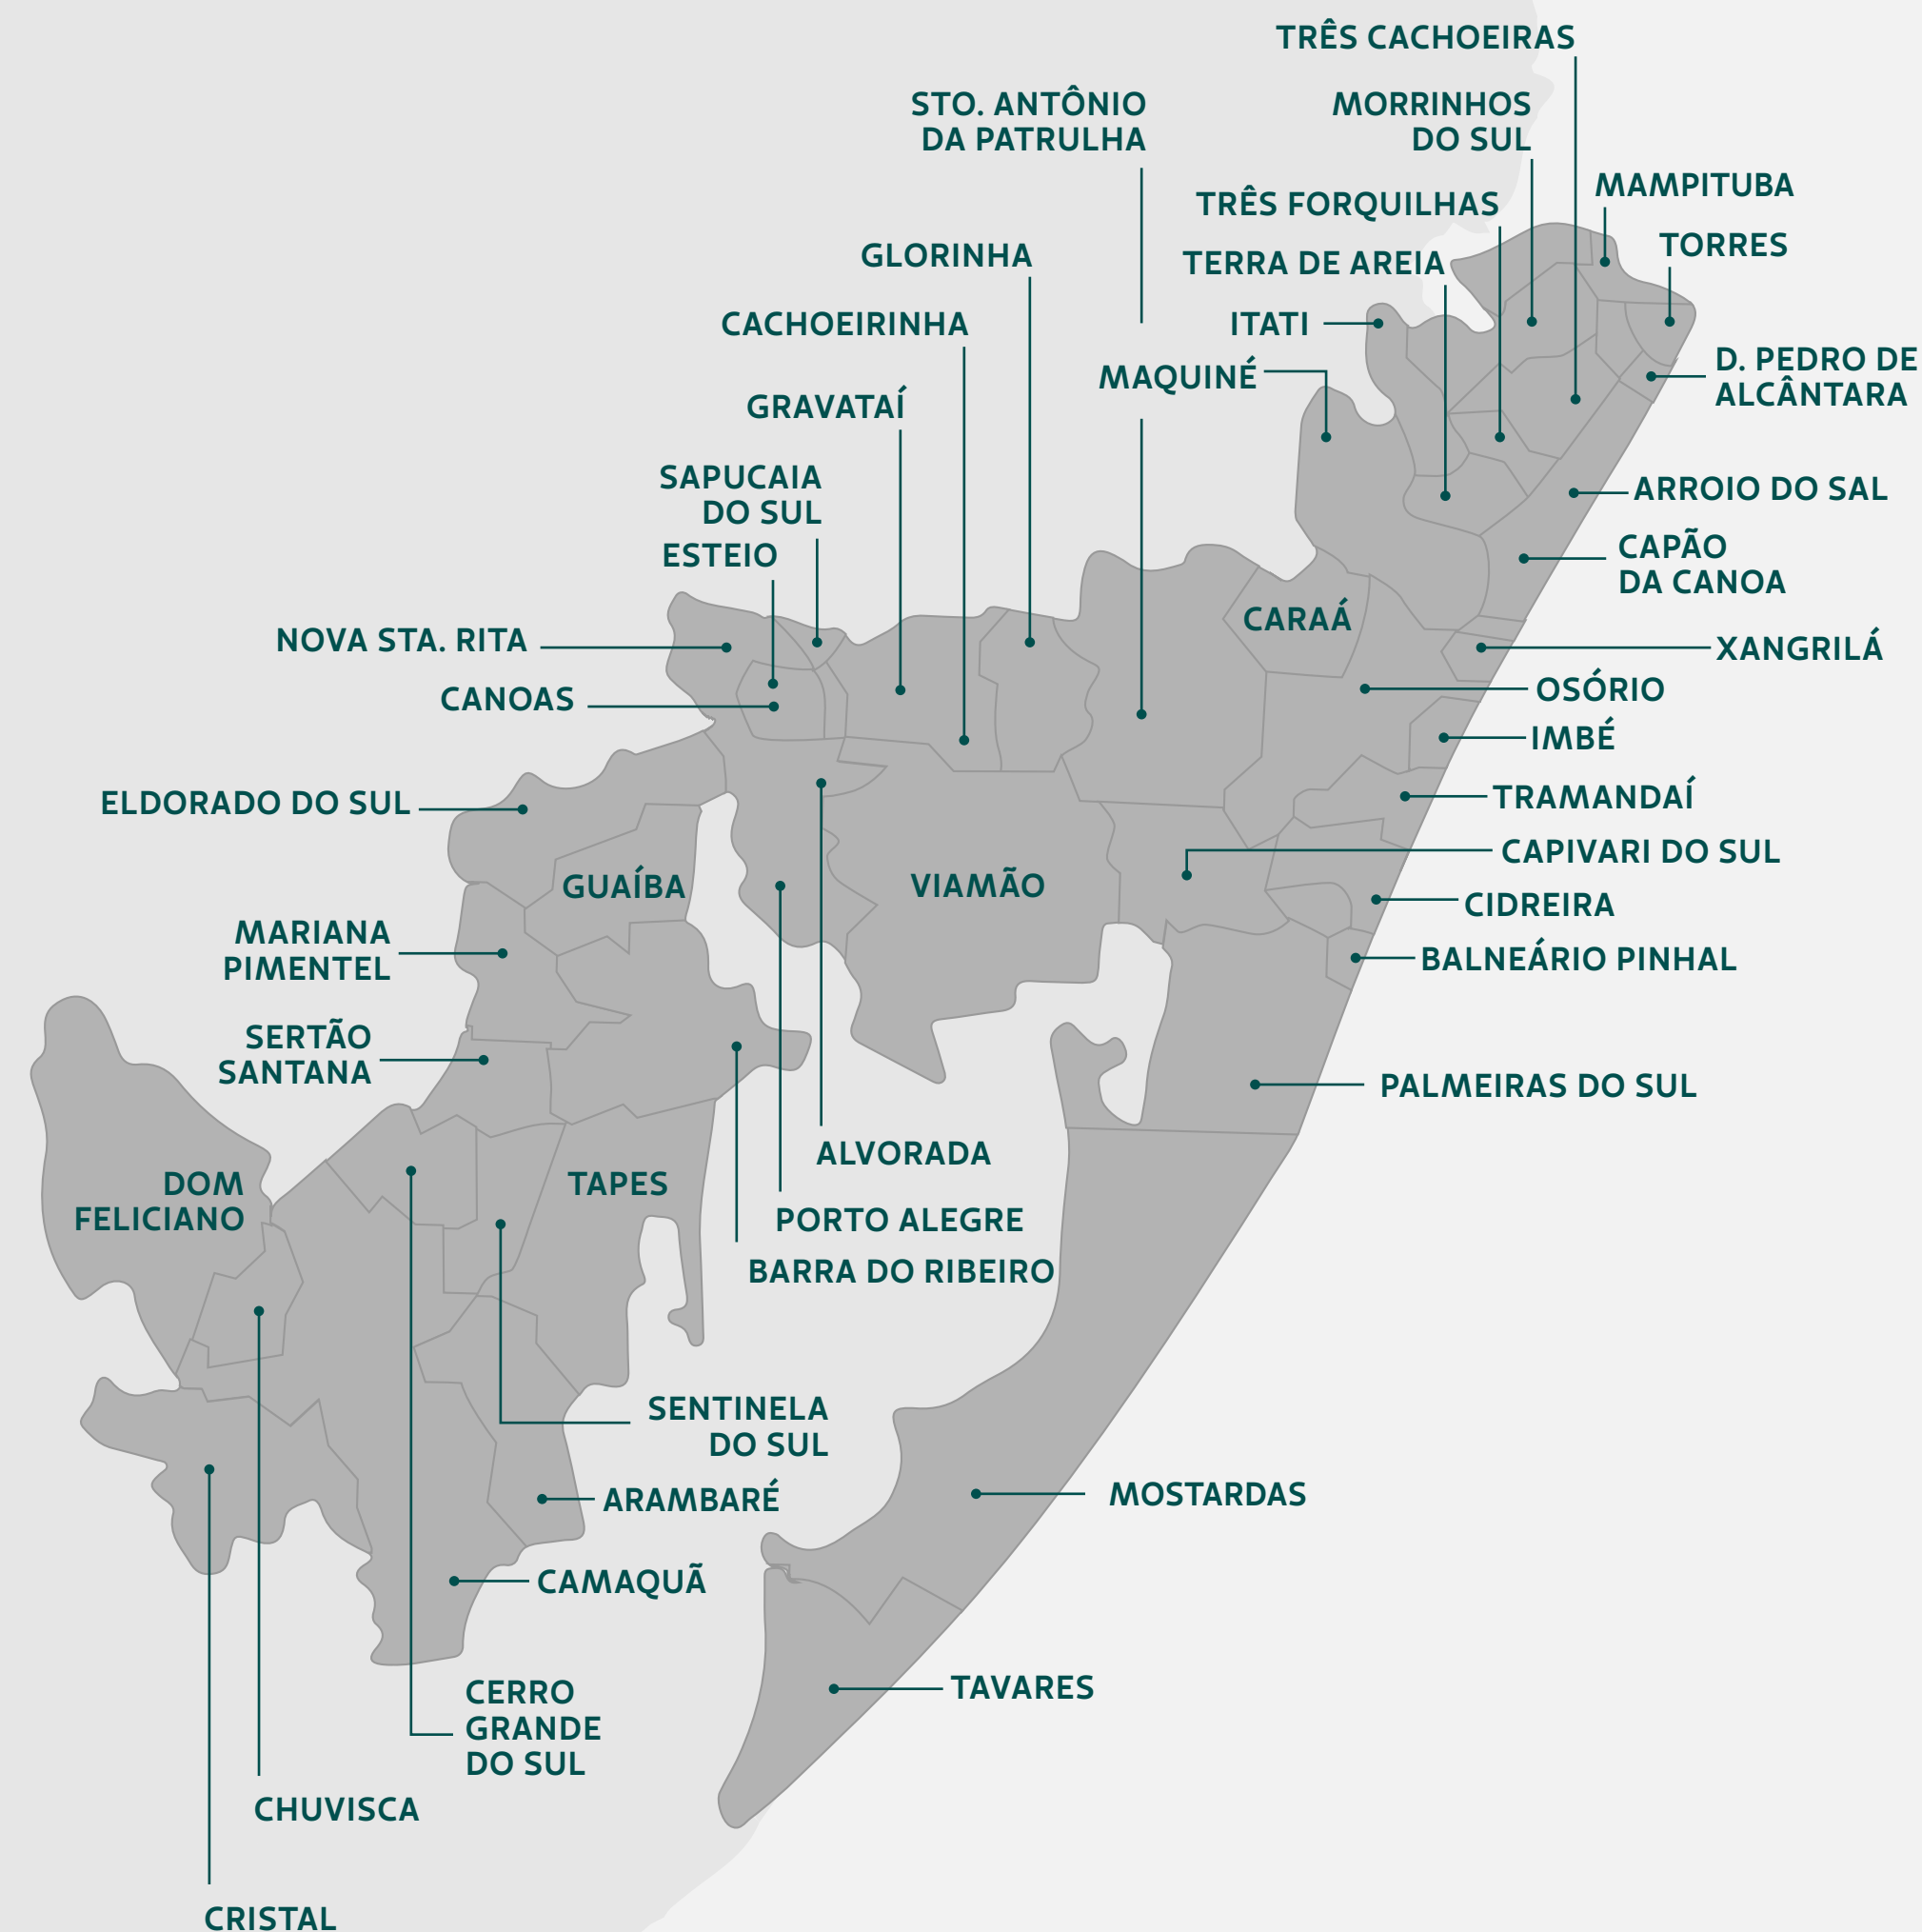 TRÊS CACHOEIRAS
STO. ANTÔNIO
DA PATRULHA
MORRINHOS
DO SUL
MAMPITUBA
TRÊS FORQUILHAS
TORRES
GLORINHA
TERRA DE AREIA
CACHOEIRINHA
ITATI
MAQUINÉ
D. PEDRO DE
ALCÂNTARA
GRAVATAÍ
SAPUCAIA
DO SUL
ARROIO DO SAL
ESTEIO
CAPÃO
DA CANOA
CARAÁ
NOVA STA. RITA
XANGRILÁ
CANOAS
OSÓRIO
IMBÉ
ELDORADO DO SUL
TRAMANDAÍ
CAPIVARI DO SUL
GUAÍBA
VIAMÃO
CIDREIRA
MARIANA
PIMENTEL
BALNEÁRIO PINHAL
SERTÃO
SANTANA
PALMEIRAS DO SUL
ALVORADA
DOM
FELICIANO
TAPES
PORTO ALEGRE
BARRA DO RIBEIRO
SENTINELA
DO SUL
ARAMBARÉ
MOSTARDAS
CAMAQUÃ
TAVARES
CERRO
GRANDE
DO SUL
CHUVISCA
CRISTAL